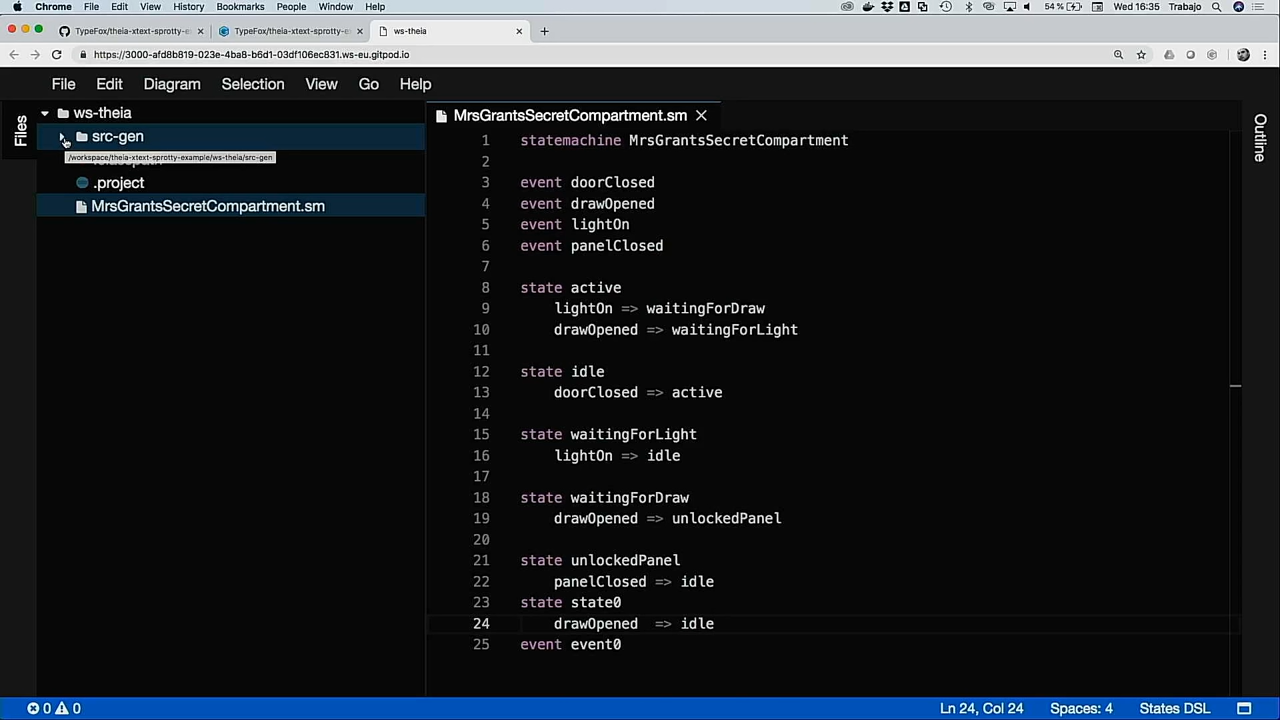 Chrome File Edit View History Bookmarks People Window Help 54 % Wed 16:35 Trabajo
TypeFox/theia-xtext-sprotty-e TypeFox/theia-xtext-sprotty-e ws-theia
https://3000-afd8b819-023e-4ba8-b6d1-03df106ec831.ws-eu.gitpod.io
File Edit Diagram Selection View Go Help
Files
ws-theia
src-gen
/workspace/theia-xtext-sprotty-example/ws-theia/src-gen
.project
MrsGrantsSecretCompartment.sm
MrsGrantsSecretCompartment.sm
1 statemachine MrsGrantsSecretCompartment
2
3 event doorClosed
4 event drawOpened
5 event lightOn
6 event panelClosed
7
8 state active
9 lightOn => waitingForDraw
10 drawOpened => waitingForLight
11
12 state idle
13 doorClosed => active
14
15 state waitingForLight
16 lightOn => idle
17
18 state waitingForDraw
19 drawOpened => unlockedPanel
20
21 state unlockedPanel
22 panelClosed => idle
23 state state0
24 drawOpened => idle
25 event event0
Outline
0 0 Ln 24, Col 24 Spaces: 4 States DSL